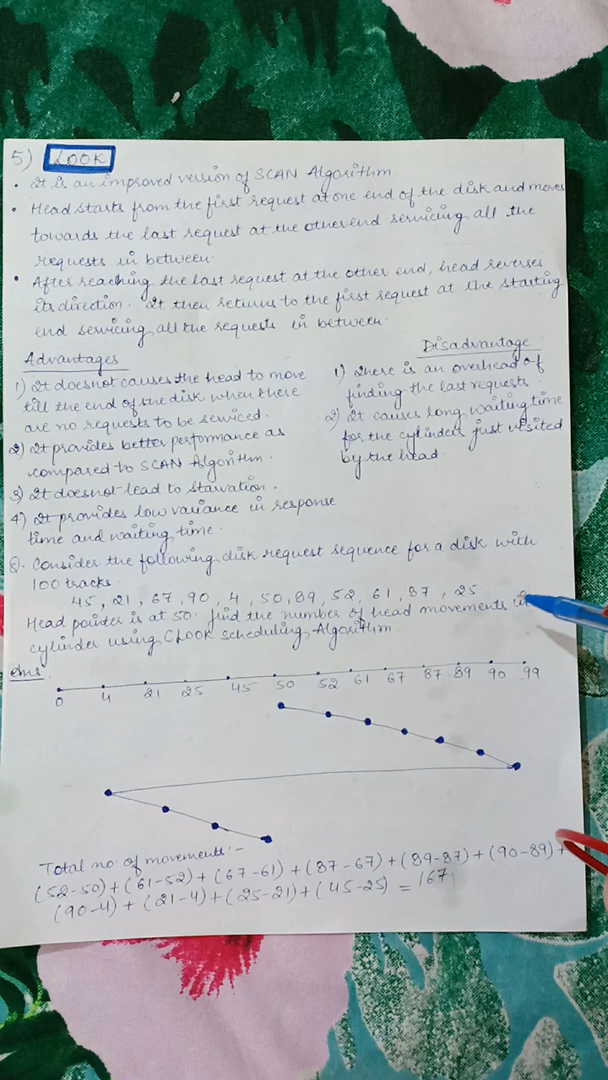 5) LOOK
• It is an improved version of SCAN Algorithm.
• Head starts from the first request at one end of the disk and moves
towards the last request at the other end servicing all the
requests in between.
• After reaching the last request at the other end, head reverses
its direction. It then returns to the first request at the starting
end servicing all the requests in between.
Advantages
1) It doesnot causes the head to move
till the end of the disk when there
are no requests to be serviced.
2) It provides better performance as
compared to SCAN Algorithm.
3) It doesnot lead to starvation.
4) It provides low variance in response
time and waiting time.
Disadvantage
1) There is an overhead of
finding the last requests
2) It causes long waiting time
for the cylinders just visited
by the head.
Q. Consider the following disk request sequence for a disk with
100 tracks
45, 21, 67, 90, 4, 50, 89, 52, 61, 87, 25
Head pointer is at 50. find the number of head movements in
cylinder using CLOOK scheduling Algorithm.
Ans.
0 4 21 25 45 50 52 61 67 87 89 90 99
Total no. of movements:-
(52-50)+(61-52)+(67-61)+(87-67)+(89-87)+(90-89)+
(90-4)+(21-4)+(25-21)+(45-25) = 167